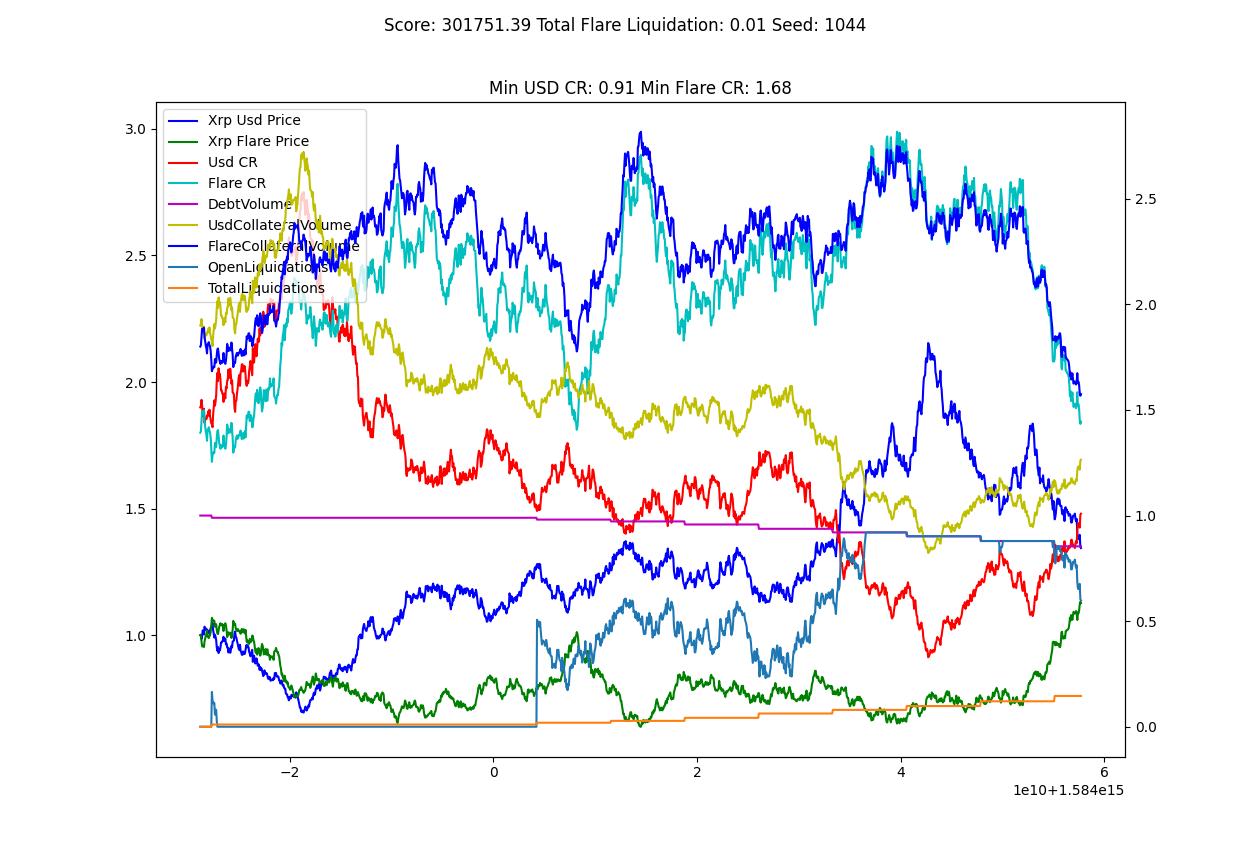 Score: 301751.39 Total Flare Liquidation: 0.01 Seed: 1044
Min USD CR: 0.91 Min Flare CR: 1.68
Xrp Usd Price
Xrp Flare Price
Usd CR
Flare CR
DebtVolume
UsdCollateralVolume
FlareCollateralVolume
OpenLiquidations
TotalLiquidations
3.0
2.5
2.0
1.5
1.0
2.5
2.0
1.5
1.0
0.5
0.0
−2
0
2
4
6
1e10+1.584e15